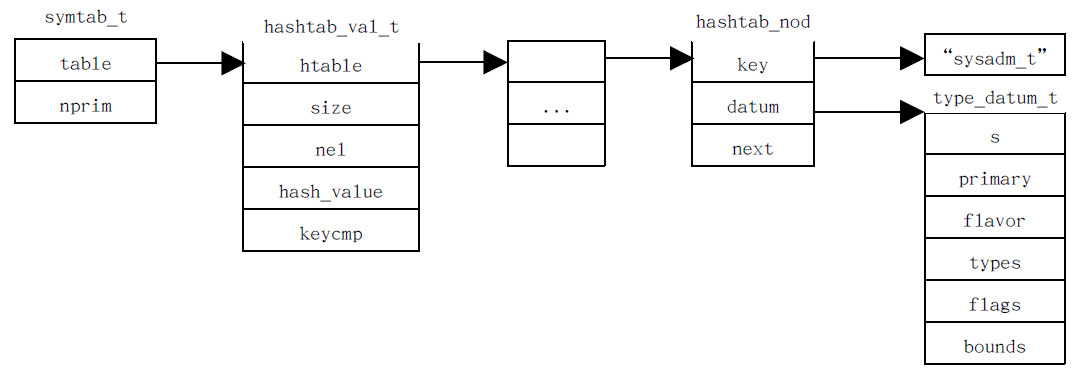 symtab_t
table
nprim
hashtab_val_t
htable
size
nel
hash_value
keycmp
...
hashtab_nod
key
datum
next
“sysadm_t”
type_datum_t
s
primary
flavor
types
flags
bounds